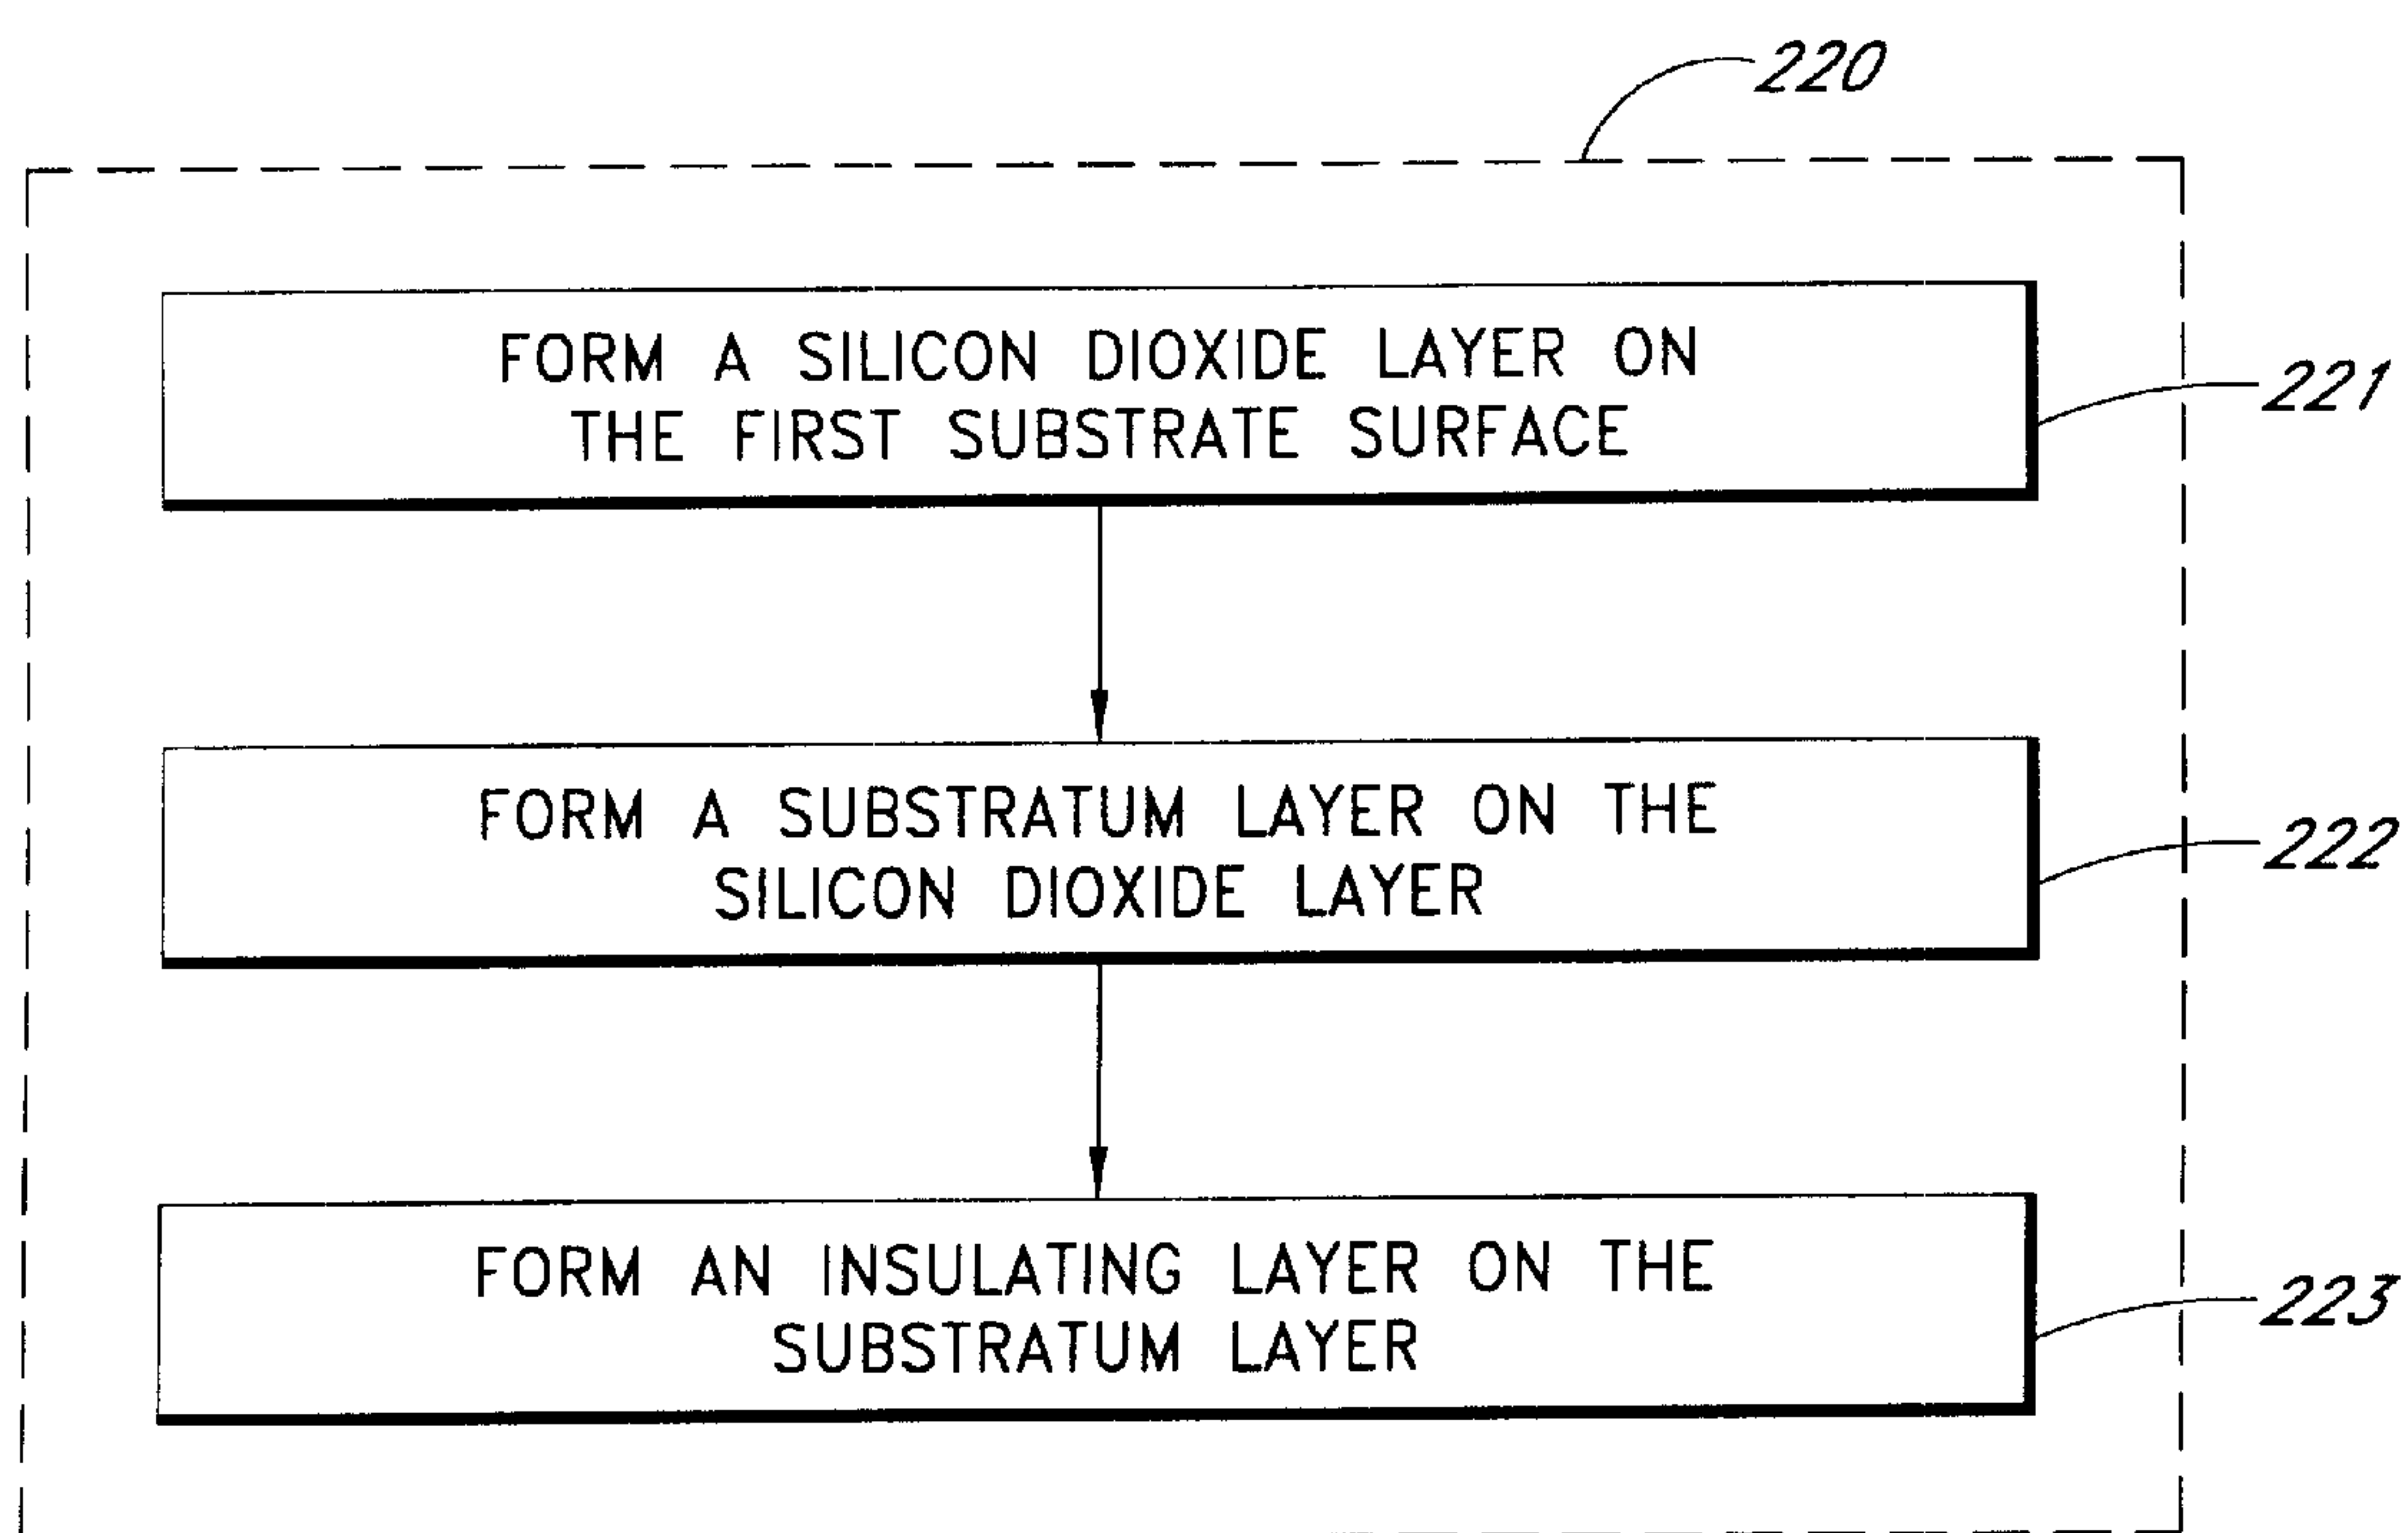 220
FORM A SILICON DIOXIDE LAYER ON
THE FIRST SUBSTRATE SURFACE
221
FORM A SUBSTRATUM LAYER ON THE
SILICON DIOXIDE LAYER
222
FORM AN INSULATING LAYER ON THE
SUBSTRATUM LAYER
223